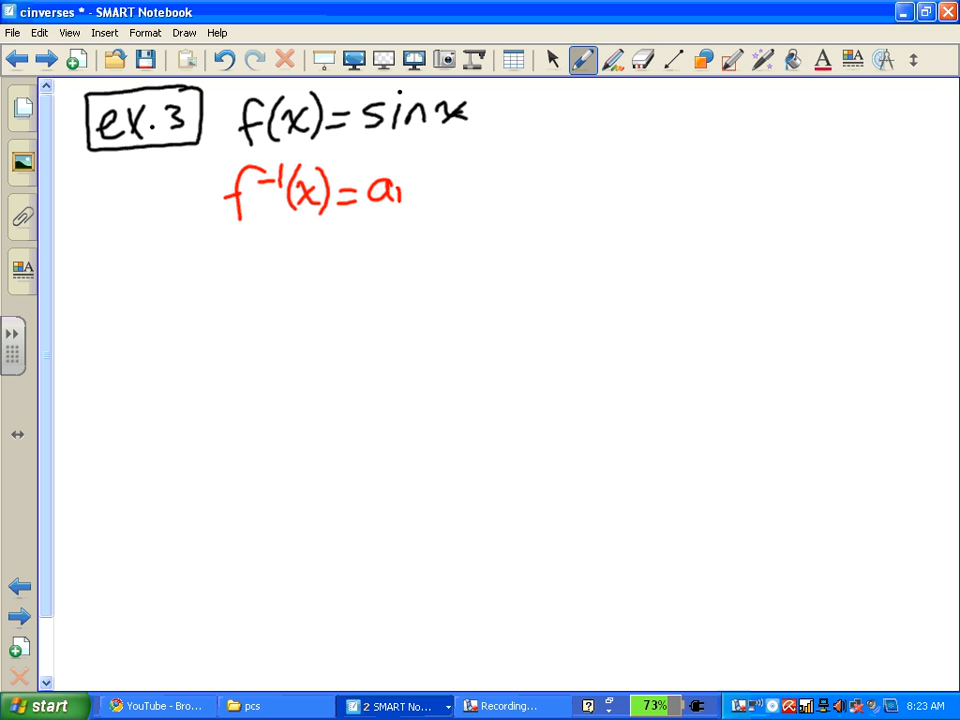 cinverses * - SMART Notebook
File Edit View Insert Format Draw Help
ex. 3 f(x) = sin x
f⁻¹(x) = a
start YouTube - Bro... pcs 2 SMART No... Recording... 73% 8:23 AM